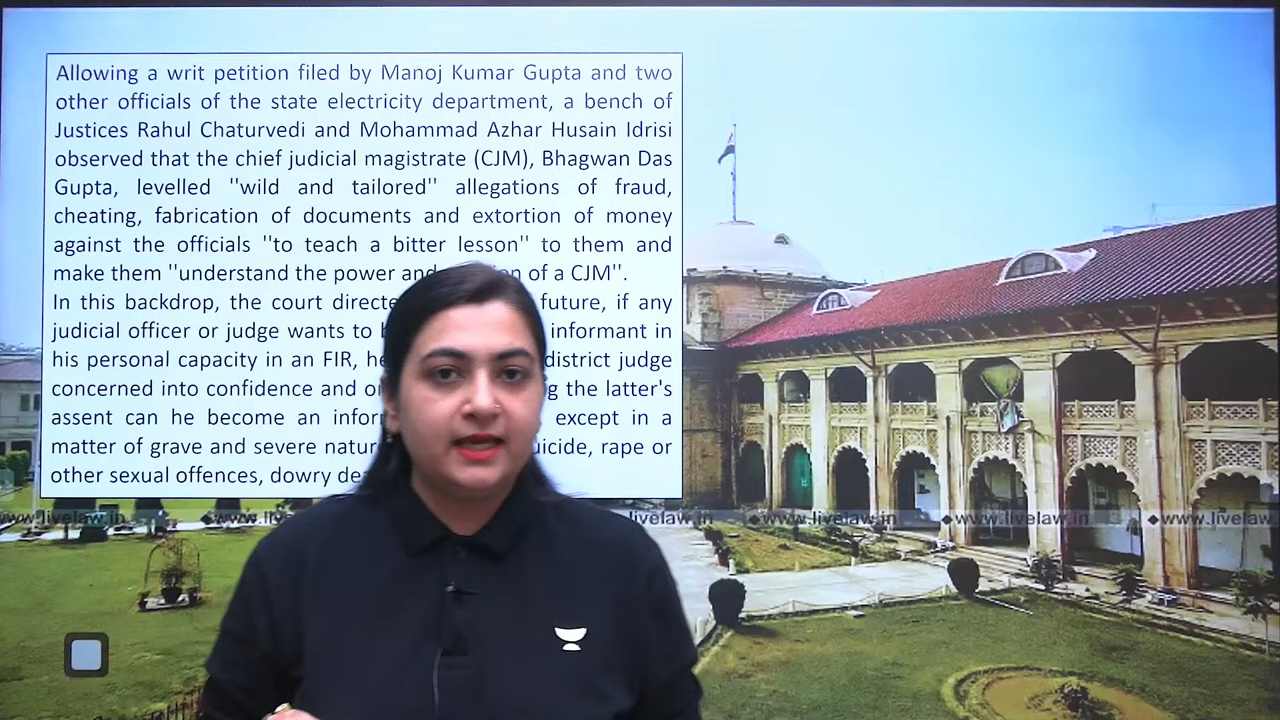 Allowing a writ petition filed by Manoj Kumar Gupta and two
other officials of the state electricity department, a bench of
Justices Rahul Chaturvedi and Mohammad Azhar Husain Idrisi
observed that the chief judicial magistrate (CJM), Bhagwan Das
Gupta, levelled "wild and tailored" allegations of fraud,
cheating, fabrication of documents and extortion of money
against the officials "to teach a bitter lesson" to them and
make them "understand the power and of a CJM".
In this backdrop, the court future, if any
judicial officer or judge wants to informant in
his personal capacity in an FIR, district judge
concerned into confidence and the latter's
assent can he become an except in a
matter of grave and severe rape or
other sexual offences, dowry
www.livelaw.in www.livelaw.in livelaw.in www.livelaw.in www.livelaw.in www.livelaw